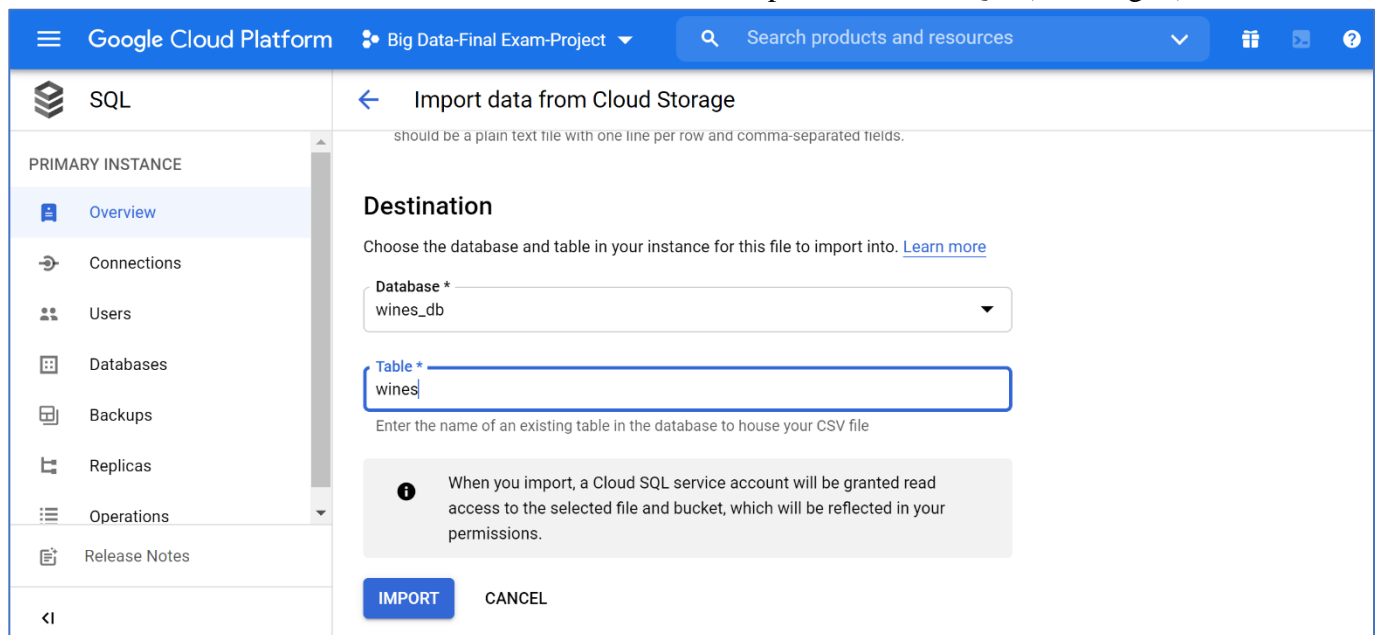 Google Cloud Platform
Big Data-Final Exam-Project
Search products and resources
SQL
Import data from Cloud Storage
should be a plain text file with one line per row and comma-separated fields.
PRIMARY INSTANCE
Overview
Connections
Users
Databases
Backups
Replicas
Operations
Release Notes
Destination
Choose the database and table in your instance for this file to import into. Learn more
Database *
wines_db
Table *
wines
Enter the name of an existing table in the database to house your CSV file
When you import, a Cloud SQL service account will be granted read
access to the selected file and bucket, which will be reflected in your
permissions.
IMPORT CANCEL